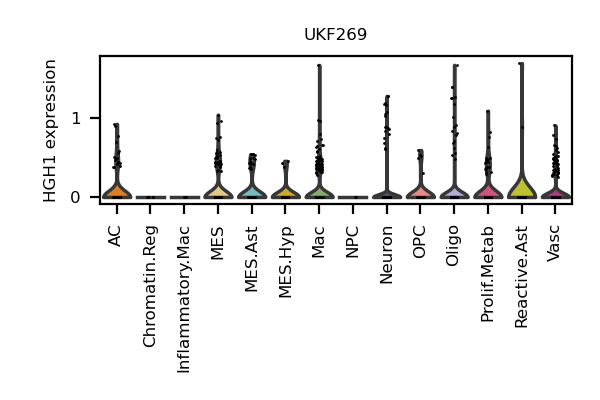 UKF269
HGH1 expression
1
0
AC
Chromatin.Reg
Inflammatory.Mac
MES
MES.Ast
MES.Hyp
Mac
NPC
Neuron
OPC
Oligo
Prolif.Metab
Reactive.Ast
Vasc